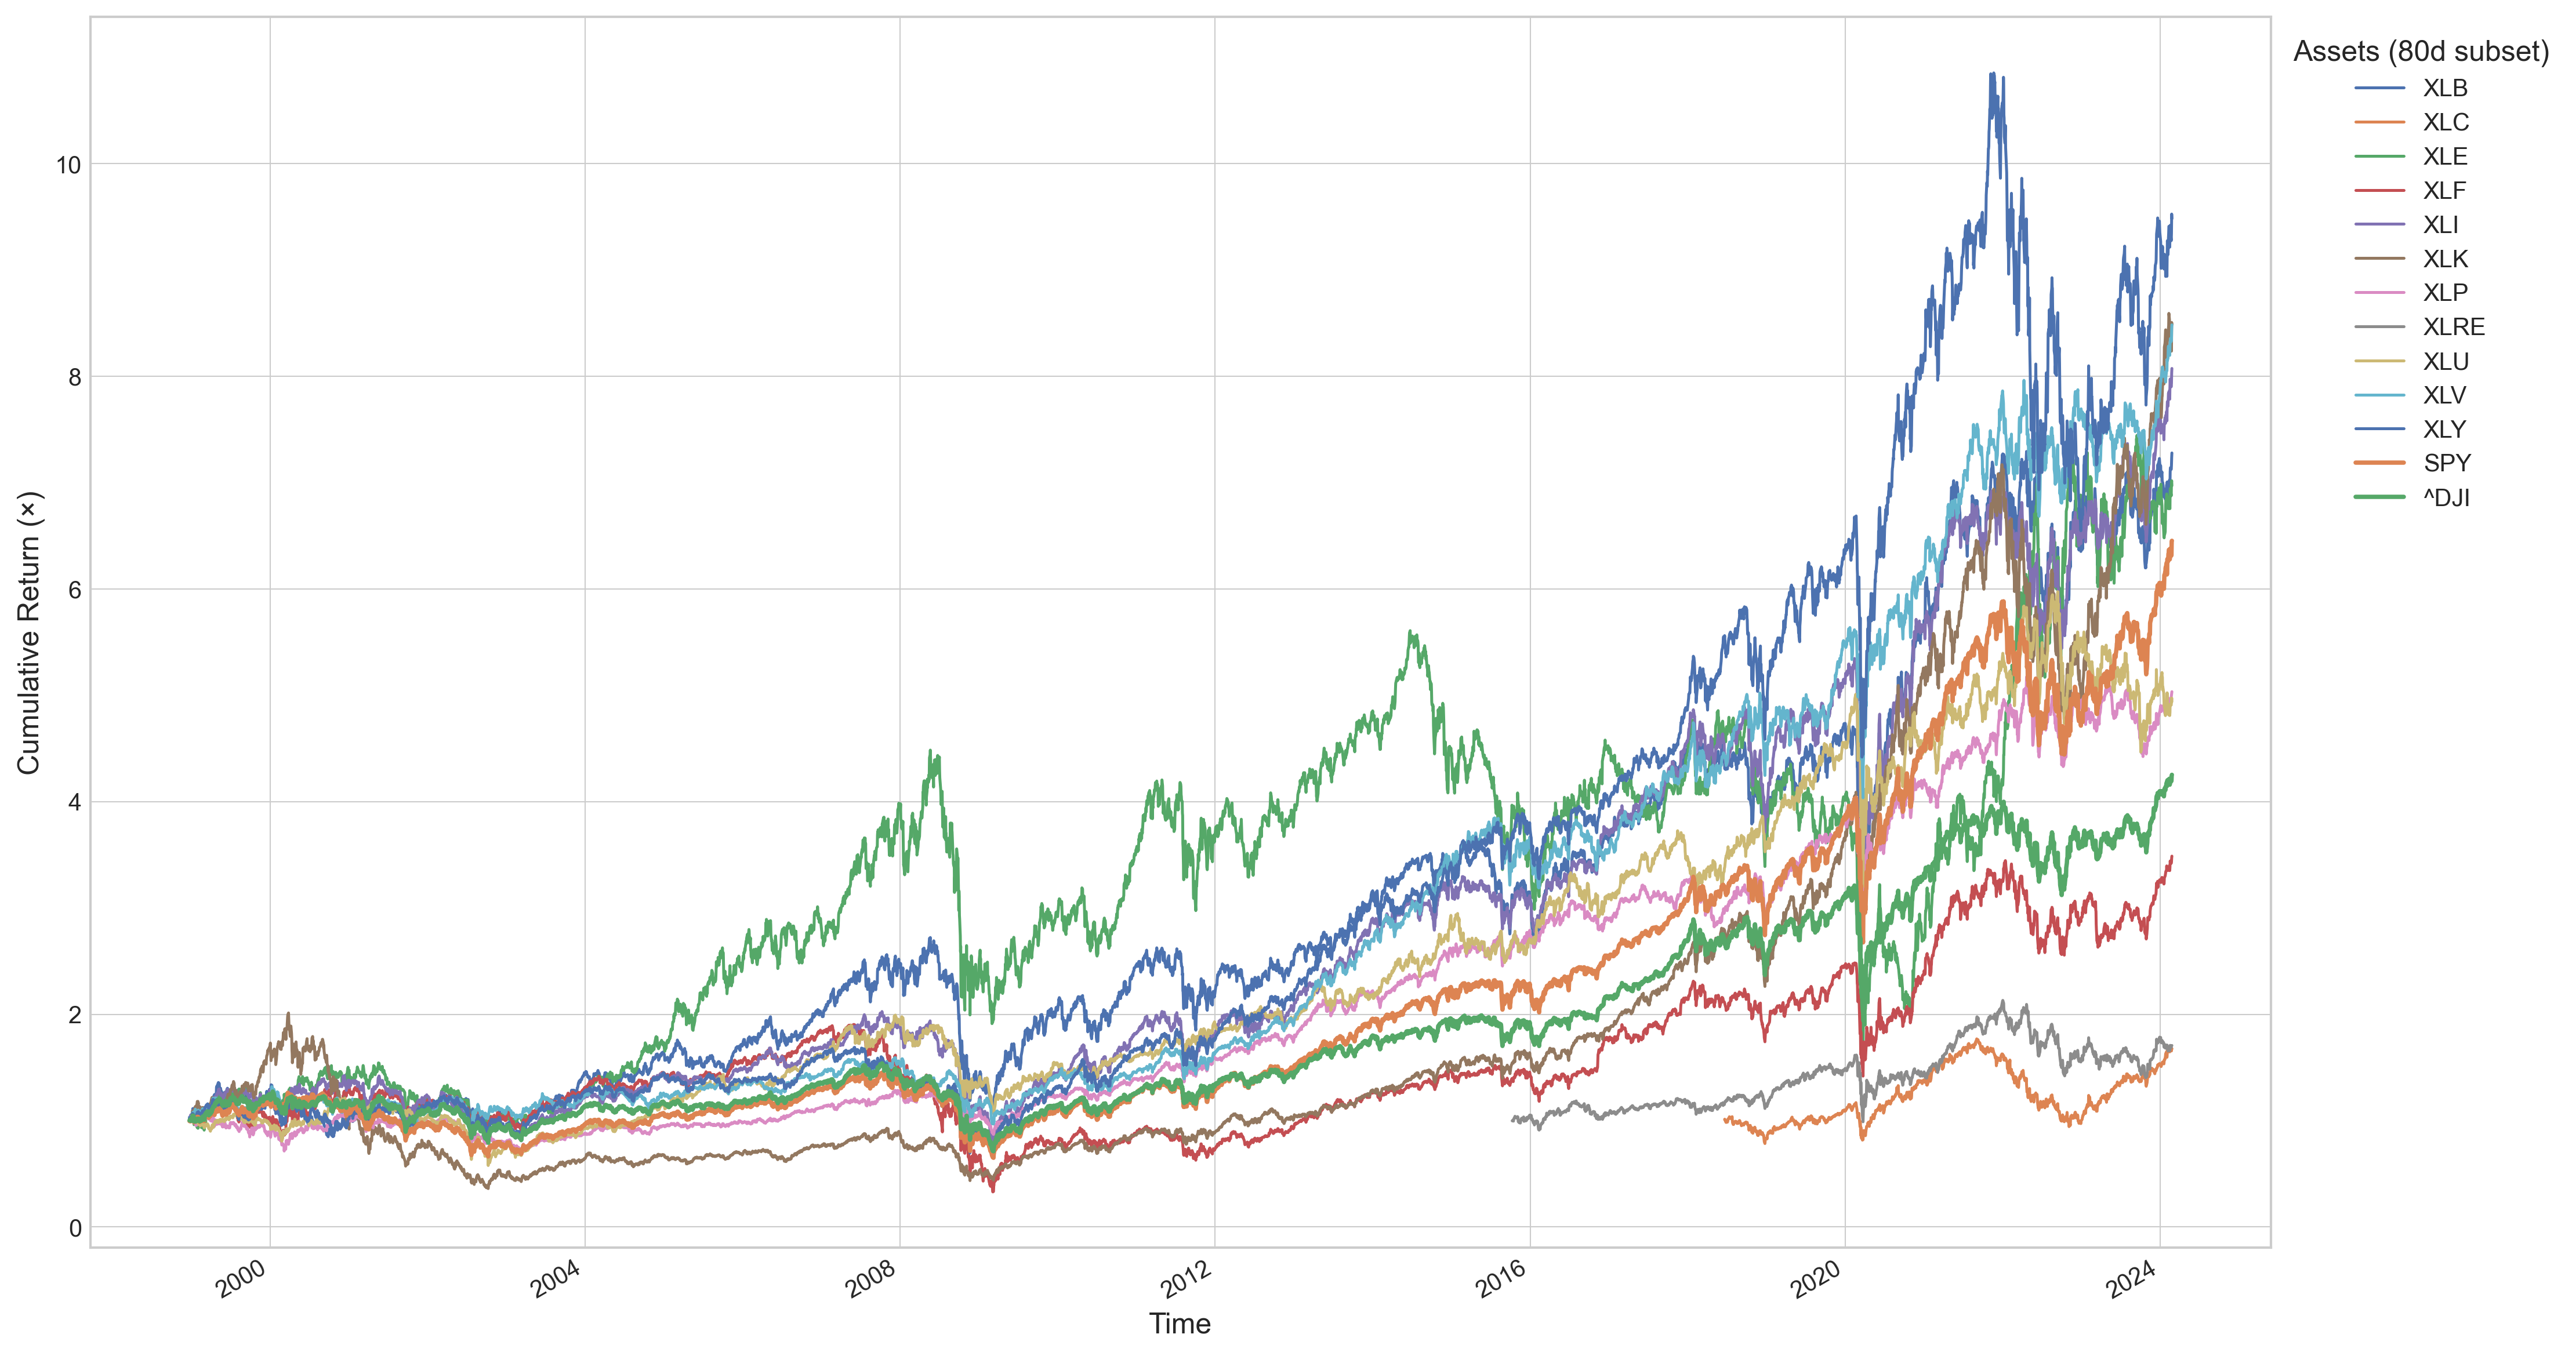 Assets (80d subset)
XLB
XLC
XLE
XLF
XLI
XLK
XLP
XLRE
XLU
XLV
XLY
SPY
^DJI
Cumulative Return (×)
10
8
6
4
2
0
2000
2004
2008
2012
2016
2020
2024
Time